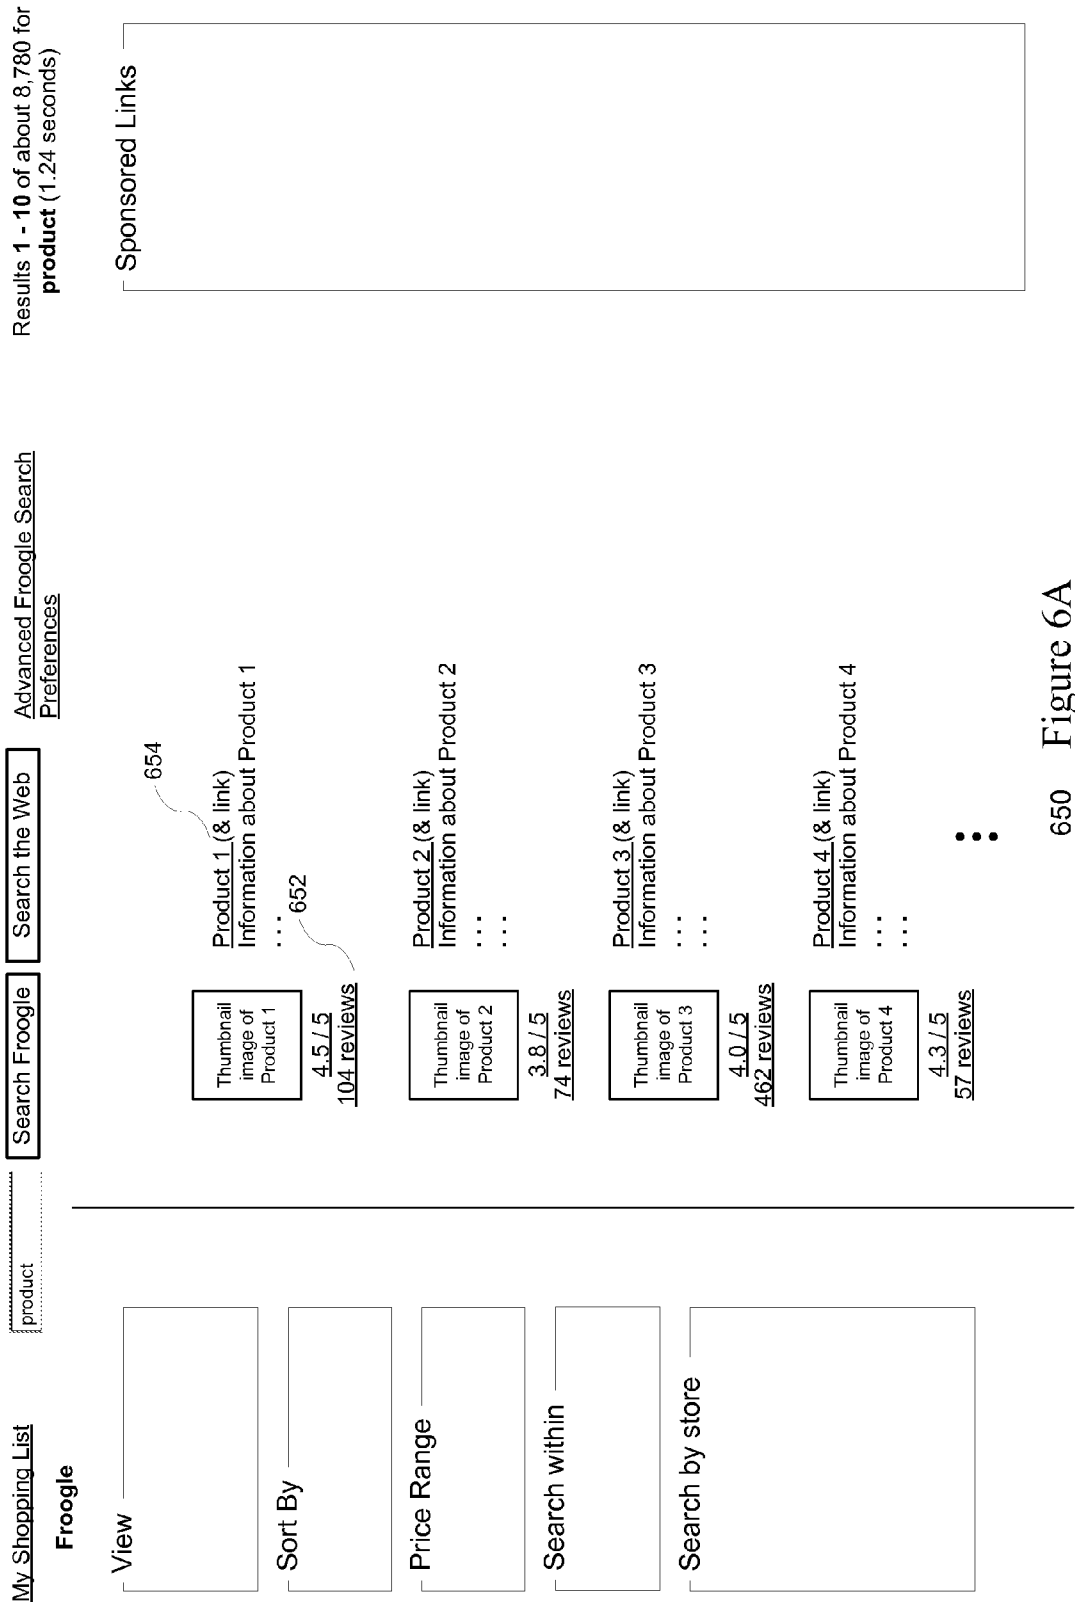 My Shopping List
product
Search Froogle
Search the Web
Advanced Froogle Search
Preferences
Results 1 - 10 of about 8,780 for
product (1.24 seconds)
Froogle
View
Sort By
Price Range
Search within
Search by store
654
Thumbnail
image of
Product 1
4.5 / 5
104 reviews
Product 1 (& link)
Information about Product 1
. . .
652
Thumbnail
image of
Product 2
3.8 / 5
74 reviews
Product 2 (& link)
Information about Product 2
. . .
. . .
Thumbnail
image of
Product 3
4.0 / 5
462 reviews
Product 3 (& link)
Information about Product 3
. . .
. . .
Thumbnail
image of
Product 4
4.3 / 5
57 reviews
Product 4 (& link)
Information about Product 4
. . .
. . .
•••
Sponsored Links
650
Figure 6A